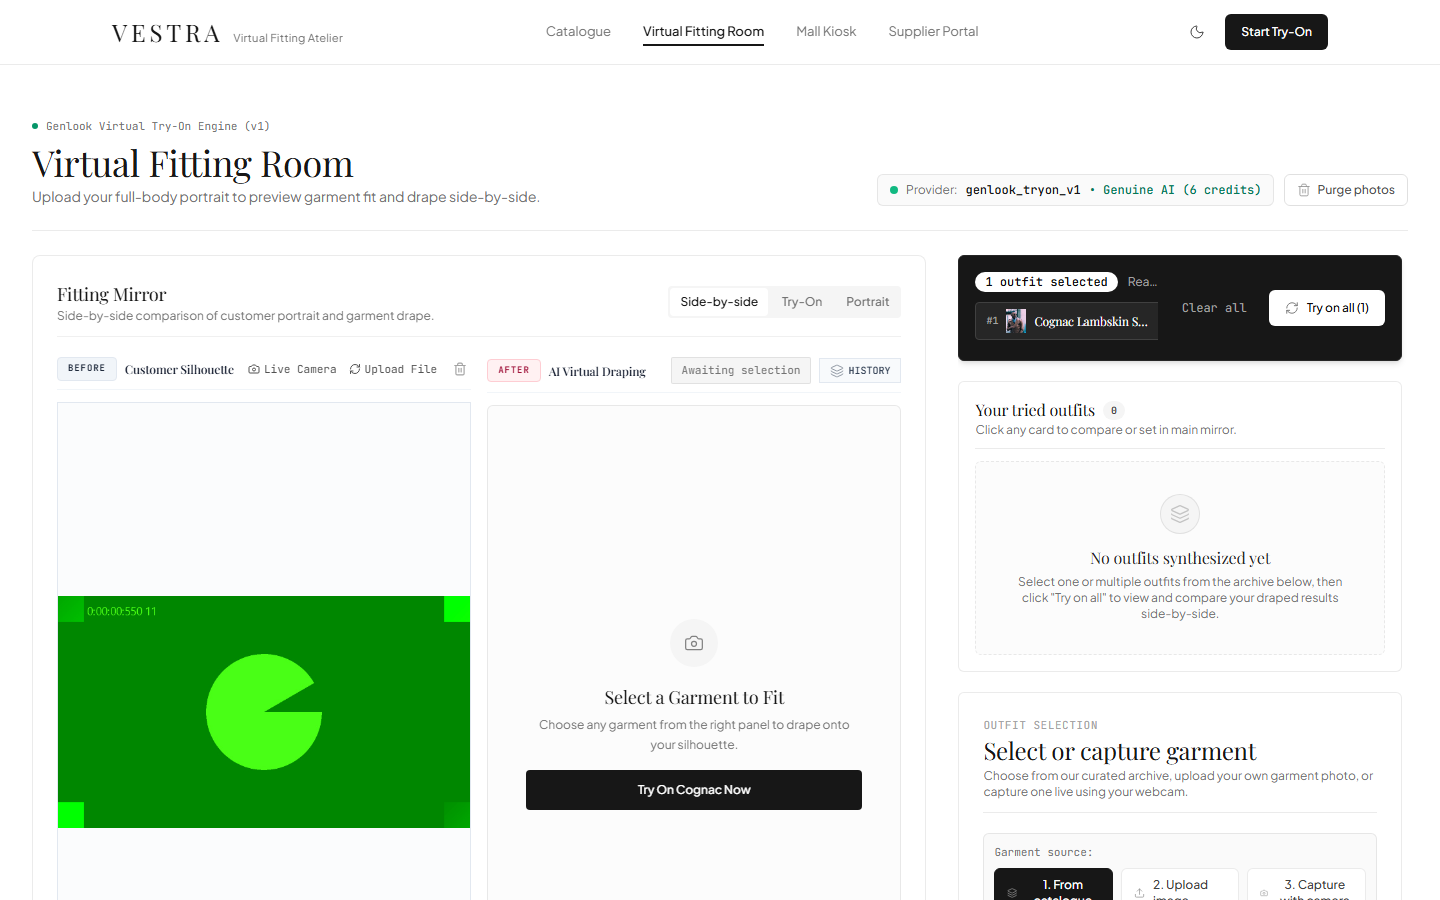 VESTRA Virtual Fitting Atelier
Catalogue
Virtual Fitting Room
Mall Kiosk
Supplier Portal
Start Try-On
Genlook Virtual Try-On Engine (v1)
Virtual Fitting Room
Upload your full-body portrait to preview garment fit and drape side-by-side.
Provider: genlook_tryon_v1 • Genuine AI (6 credits)
Purge photos
Fitting Mirror
Side-by-side comparison of customer portrait and garment drape.
Side-by-side
Try-On
Portrait
BEFORE
Customer Silhouette
Live Camera
Upload File
0:00:00:550 11
AFTER
AI Virtual Draping
Awaiting selection
HISTORY
Select a Garment to Fit
Choose any garment from the right panel to drape onto
your silhouette.
Try On Cognac Now
1 outfit selected
Rea...
#1 Cognac Lambskin S...
Clear all
Try on all (1)
Your tried outfits 0
Click any card to compare or set in main mirror.
No outfits synthesized yet
Select one or multiple outfits from the archive below, then
click "Try on all" to view and compare your draped results
side-by-side.
OUTFIT SELECTION
Select or capture garment
Choose from our curated archive, upload your own garment photo, or
capture one live using your webcam.
Garment source:
1. From
catalogue
2. Upload
image
3. Capture
with camera